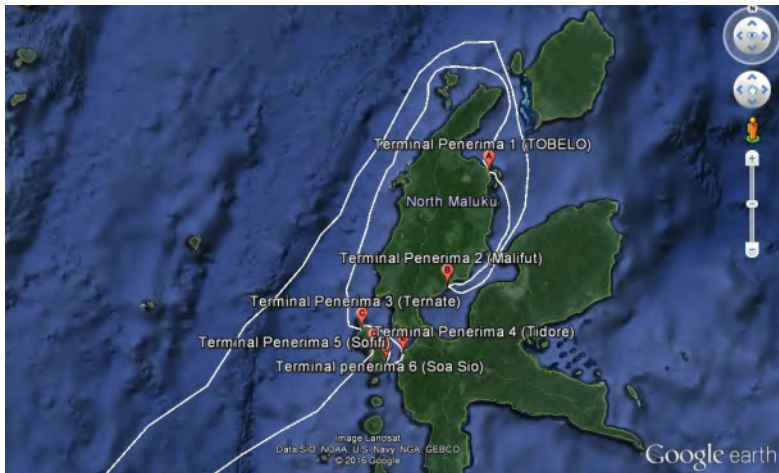 N
Terminal Penerima 1 (TOBELO)
A
North Maluku
Terminal Penerima 2 (Malifut)
B
Terminal Penerima 3 (Ternate)
C
Terminal Penerima 4 (Tidore)
Terminal Penerima 5 (Sofifi)
Terminal penerima 6 (Soa Sio)
Image Landsat
Data SIO, NOAA, U.S. Navy, NGA, GEBCO
© 2016 Google
Google earth